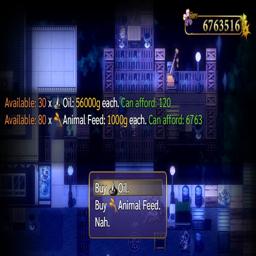 6763516
Available: 30 x Oil: 56000g each. Can afford: 120
Available: 80 x Animal Feed: 1000g each. Can afford: 6763
Buy Oil.
Buy Animal Feed.
Nah.